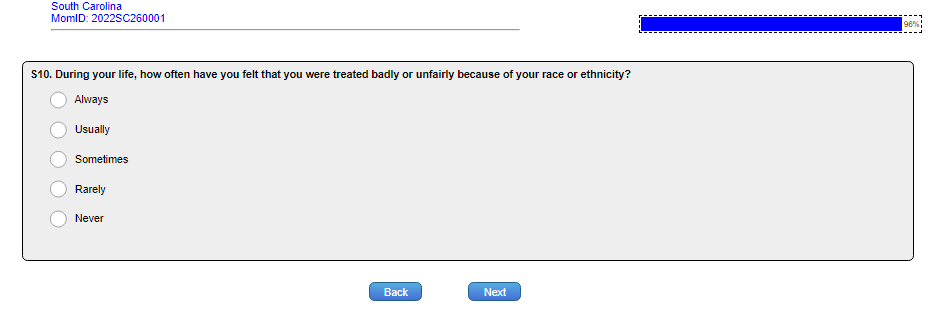 South Carolina
MomID: 2022SC260001
96%
S10. During your life, how often have you felt that you were treated badly or unfairly because of your race or ethnicity?
Always
Usually
Sometimes
Rarely
Never
Back Next